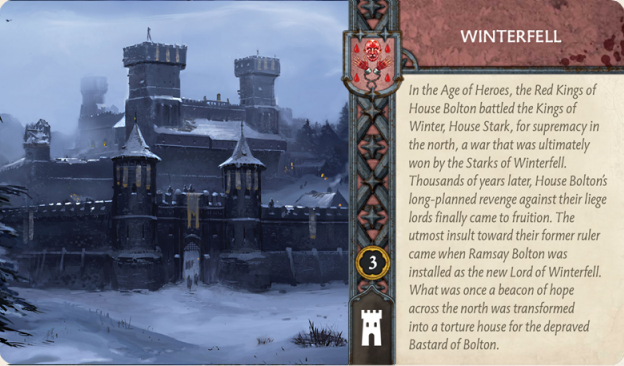 WINTERFELL
In the Age of Heroes, the Red Kings of
House Bolton battled the Kings of
Winter, House Stark, for supremacy in
the north, a war that was ultimately
won by the Starks of Winterfell.
Thousands of years later, House Bolton's
long-planned revenge against their liege
lords finally came to fruition. The
utmost insult toward their former ruler
came when Ramsay Bolton was
installed as the new Lord of Winterfell.
What was once a beacon of hope
across the north was transformed
into a torture house for the depraved
Bastard of Bolton.
3